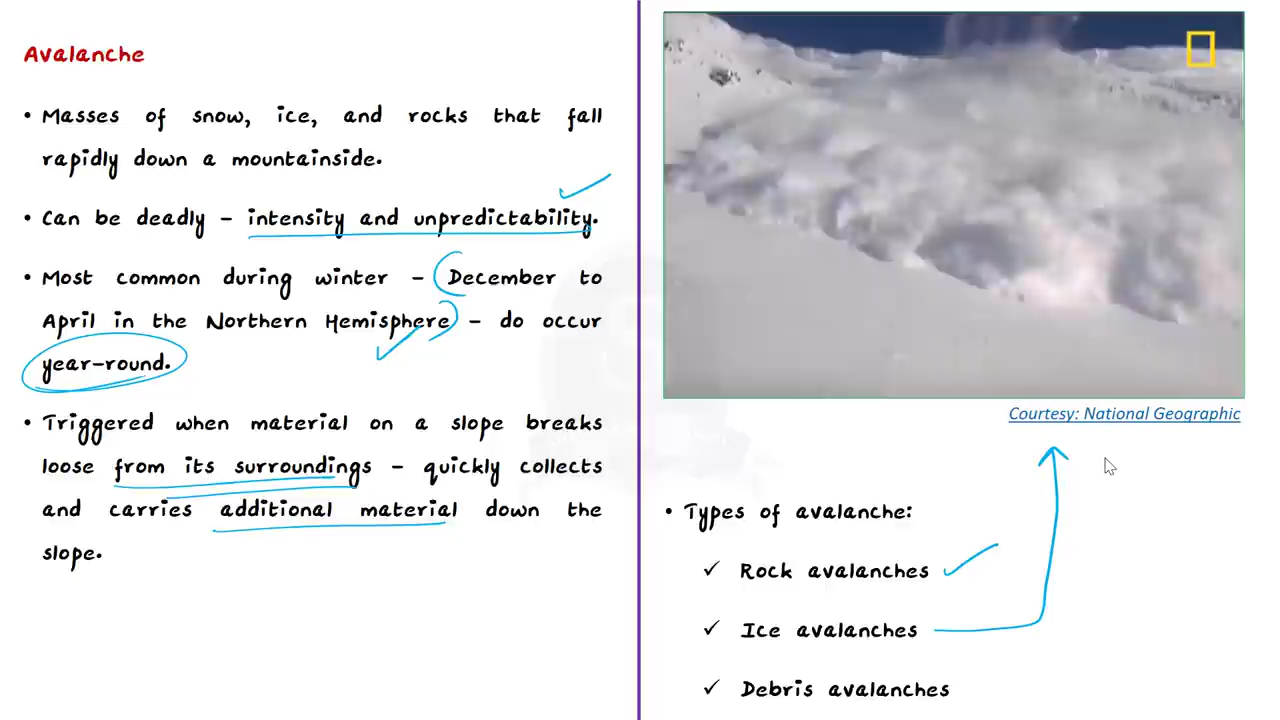 Avalanche
• Masses of snow, ice, and rocks that fall
rapidly down a mountainside.
• Can be deadly – intensity and unpredictability.
• Most common during winter – (December to
April in the Northern Hemisphere) – do occur
year-round.
• Triggered when material on a slope breaks
loose from its surroundings – quickly collects
and carries additional material down the
slope.
Courtesy: National Geographic
• Types of avalanche:
✓ Rock avalanches
✓ Ice avalanches
✓ Debris avalanches